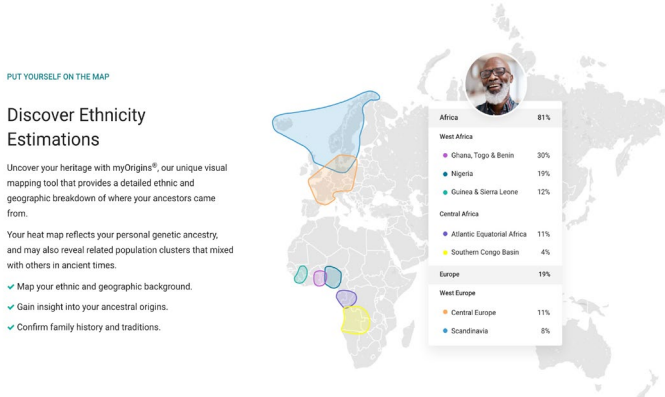 PUT YOURSELF ON THE MAP
Discover Ethnicity
Estimations
Uncover your heritage with myOrigins®, our unique visual
mapping tool that provides a detailed ethnic and
geographic breakdown of where your ancestors came
from.
Your heat map reflects your personal genetic ancestry,
and may also reveal related population clusters that mixed
with others in ancient times.
Map your ethnic and geographic background.
Gain insight into your ancestral origins.
Confirm family history and traditions.
Africa 81%
West Africa
Ghana, Togo & Benin 30%
Nigeria 19%
Guinea & Sierra Leone 12%
Central Africa
Atlantic Equatorial Africa 11%
Southern Congo Basin 4%
Europe 19%
West Europe
Central Europe 11%
Scandinavia 8%